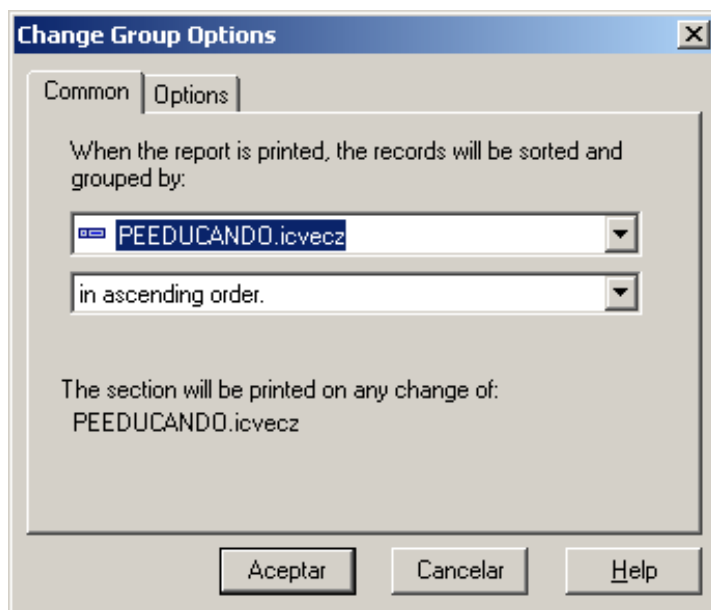 Change Group Options
Common
Options
When the report is printed, the records will be sorted and
grouped by:
PEEDUCANDO.icvecz
in ascending order.
The section will be printed on any change of:
PEEDUCANDO.icvecz
Aceptar
Cancelar
Help